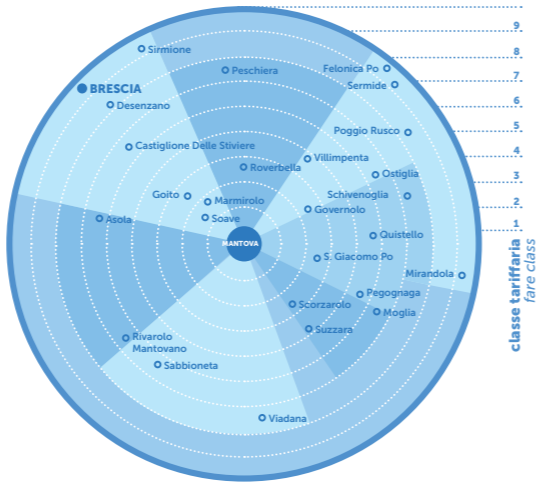 9
Sirmione
8
Peschiera
Felonica Po
7
BRESCIA
Sermide
6
Desenzano
5
Poggio Rusco
Castiglione Delle Stiviere
4
Villimpenta
Roverbella
3
Ostiglia
Goito
Marmirolo
Schivenoglia
2
Governolo
Asola
Soave
1
Quistello
MANTOVA
S. Giacomo Po
Mirandola
Pegognaga
Scorzarolo
Moglia
Suzzara
Rivarolo
Mantovano
Sabbioneta
Viadana
classe tariffaria
fare class